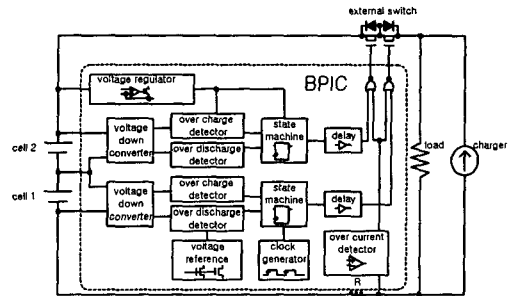 external switch
BPIC
voltage regulator
over charge
detector
state
machine
voltage
down
converter
over discharge
detector
delay
cell 2
load
charger
cell 1
voltage
down
converter
over charge
detector
over discharge
detector
state
machine
delay
over current
detector
voltage
reference
clock
generator
R